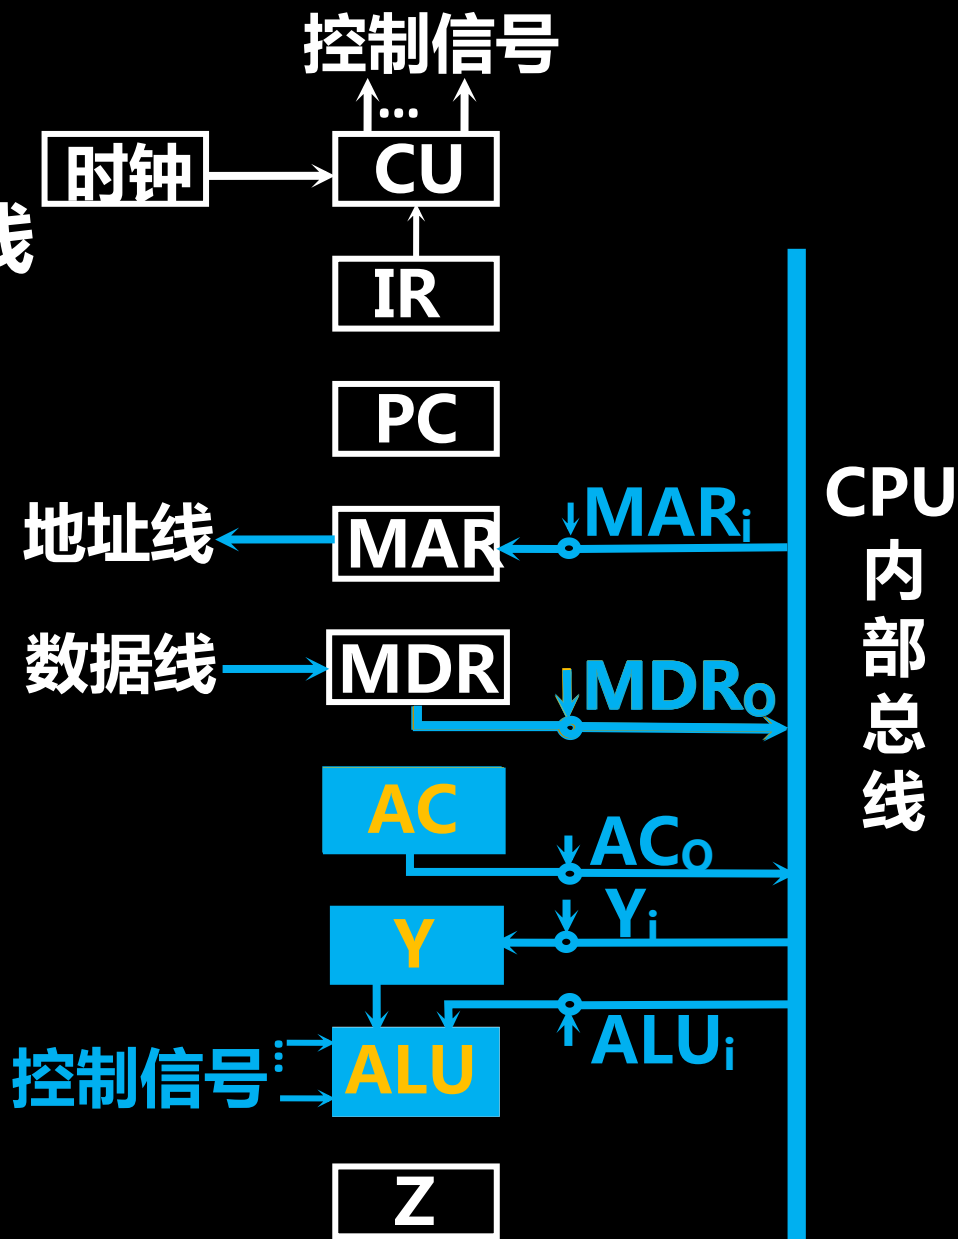 控制信号
...
时钟
CU
线
IR
PC
CPU
内
部
总
线
MARi
地址线
MAR
数据线
MDR
MDRO
AC
ACO
Y
Yi
ALUi
控制信号
...
ALU
Z